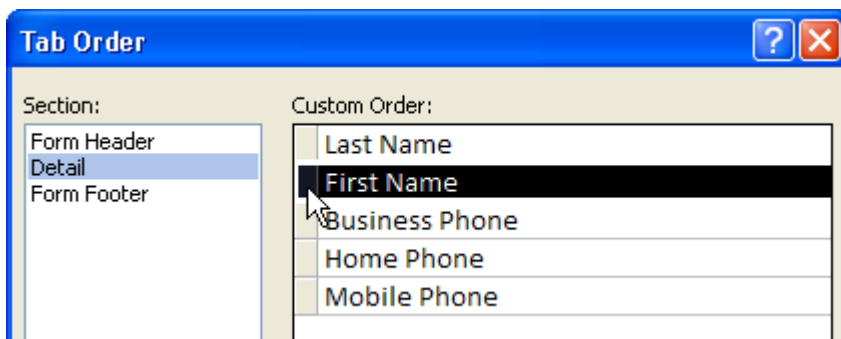 Tab Order
Section:
Form Header
Detail
Form Footer
Custom Order:
Last Name
First Name
Business Phone
Home Phone
Mobile Phone